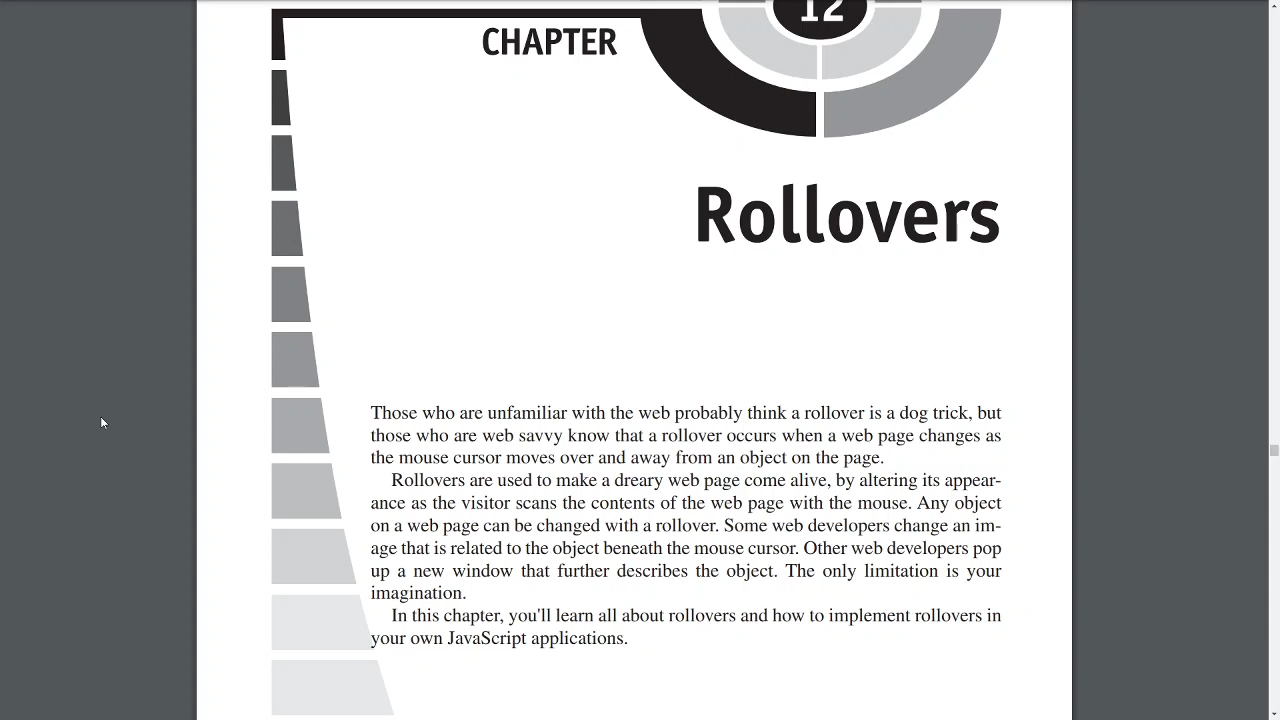 12
CHAPTER
Rollovers
Those who are unfamiliar with the web probably think a rollover is a dog trick, but
those who are web savvy know that a rollover occurs when a web page changes as
the mouse cursor moves over and away from an object on the page.
Rollovers are used to make a dreary web page come alive, by altering its appear-
ance as the visitor scans the contents of the web page with the mouse. Any object
on a web page can be changed with a rollover. Some web developers change an im-
age that is related to the object beneath the mouse cursor. Other web developers pop
up a new window that further describes the object. The only limitation is your
imagination.
In this chapter, you'll learn all about rollovers and how to implement rollovers in
your own JavaScript applications.